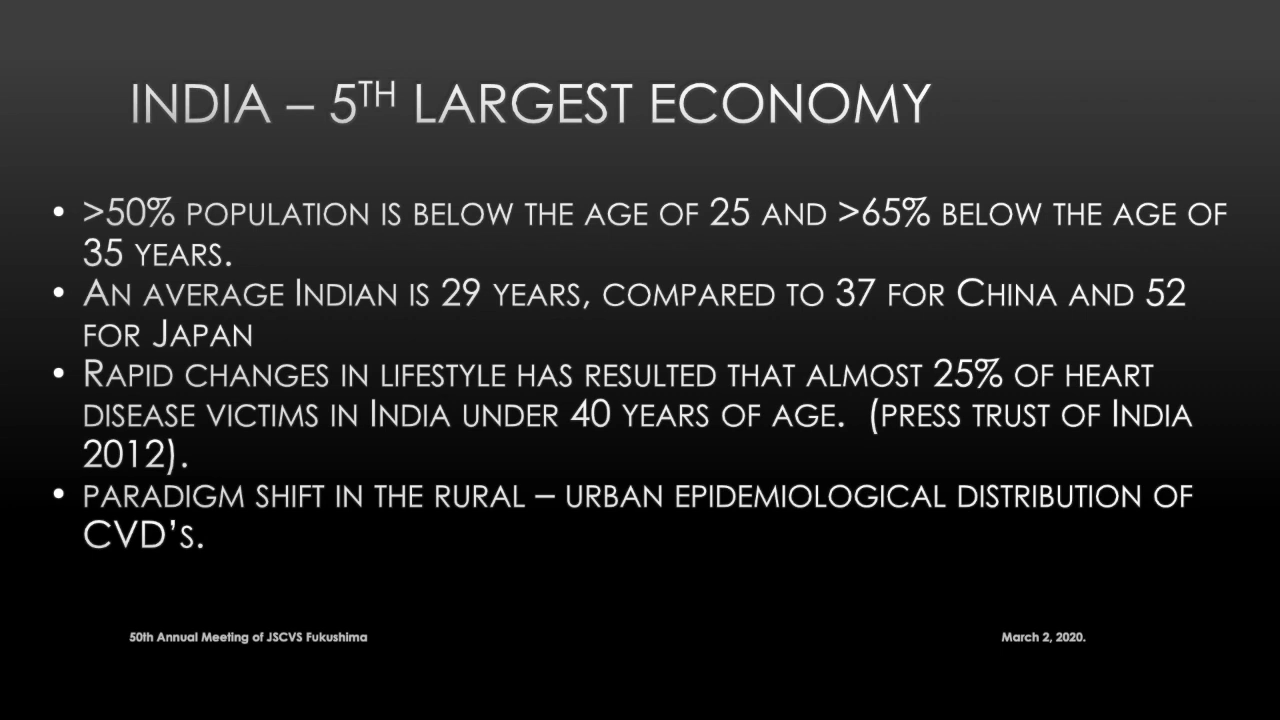 INDIA – 5TH LARGEST ECONOMY
• >50% POPULATION IS BELOW THE AGE OF 25 AND >65% BELOW THE AGE OF
35 YEARS.
• AN AVERAGE INDIAN IS 29 YEARS, COMPARED TO 37 FOR CHINA AND 52
FOR JAPAN
• RAPID CHANGES IN LIFESTYLE HAS RESULTED THAT ALMOST 25% OF HEART
DISEASE VICTIMS IN INDIA UNDER 40 YEARS OF AGE. (PRESS TRUST OF INDIA
2012).
• PARADIGM SHIFT IN THE RURAL – URBAN EPIDEMIOLOGICAL DISTRIBUTION OF
CVD'S.
50th Annual Meeting of JSCVS Fukushima
March 2, 2020.